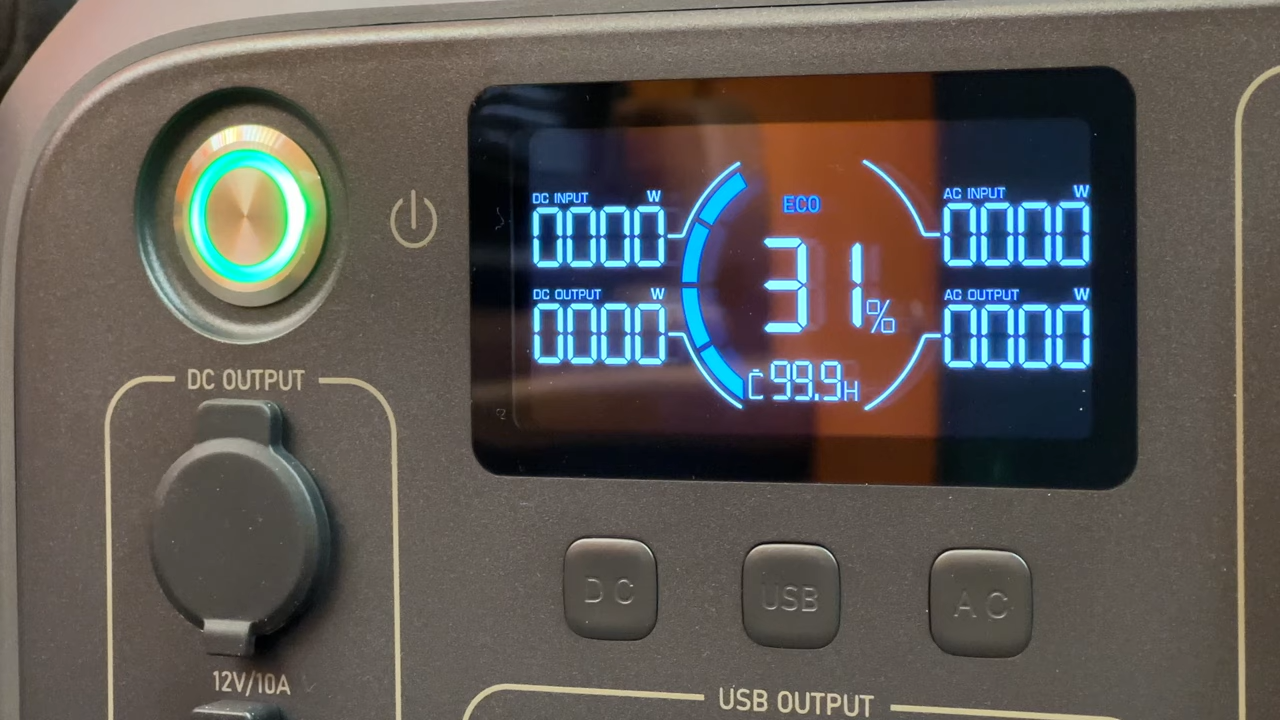 DC INPUT W
0000
DC OUTPUT W
0000
ECO
31%
C 99.9H
AC INPUT W
0000
AC OUTPUT W
0000
DC OUTPUT
12V/10A
DC
USB
AC
USB OUTPUT